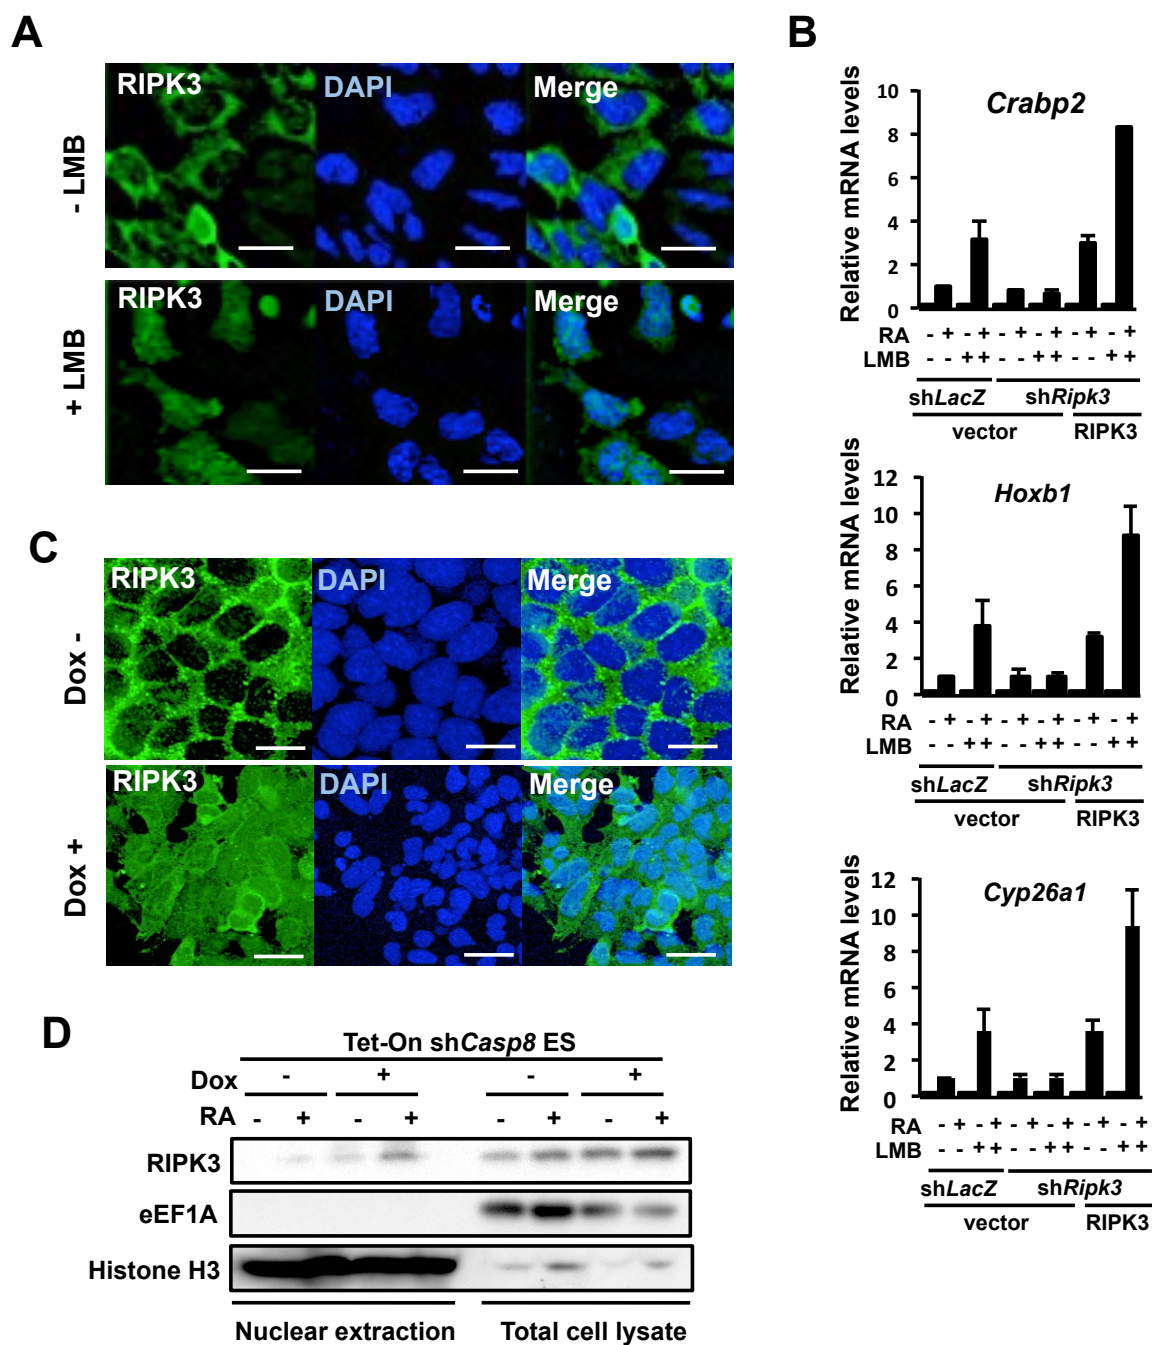 A
RIPK3 DAPI Merge
- LMB
RIPK3 DAPI Merge
+ LMB
B
Crabp2
Relative mRNA levels
10
8
6
4
2
0
RA - + - + - + - + - + - +
LMB - - + + - - + + - - + +
shLacZ shRipk3
vector RIPK3
Hoxb1
Relative mRNA levels
12
10
8
6
4
2
0
RA - + - + - + - + - + - +
LMB - - + + - - + + - - + +
shLacZ shRipk3
vector RIPK3
Cyp26a1
Relative mRNA levels
12
10
8
6
4
2
0
RA - + - + - + - + - + - +
LMB - - + + - - + + - - + +
shLacZ shRipk3
vector RIPK3
C
RIPK3 DAPI Merge
Dox -
RIPK3 DAPI Merge
Dox +
D
Tet-On shCasp8 ES
Dox - + - +
RA - + - + - + - +
RIPK3
eEF1A
Histone H3
Nuclear extraction Total cell lysate